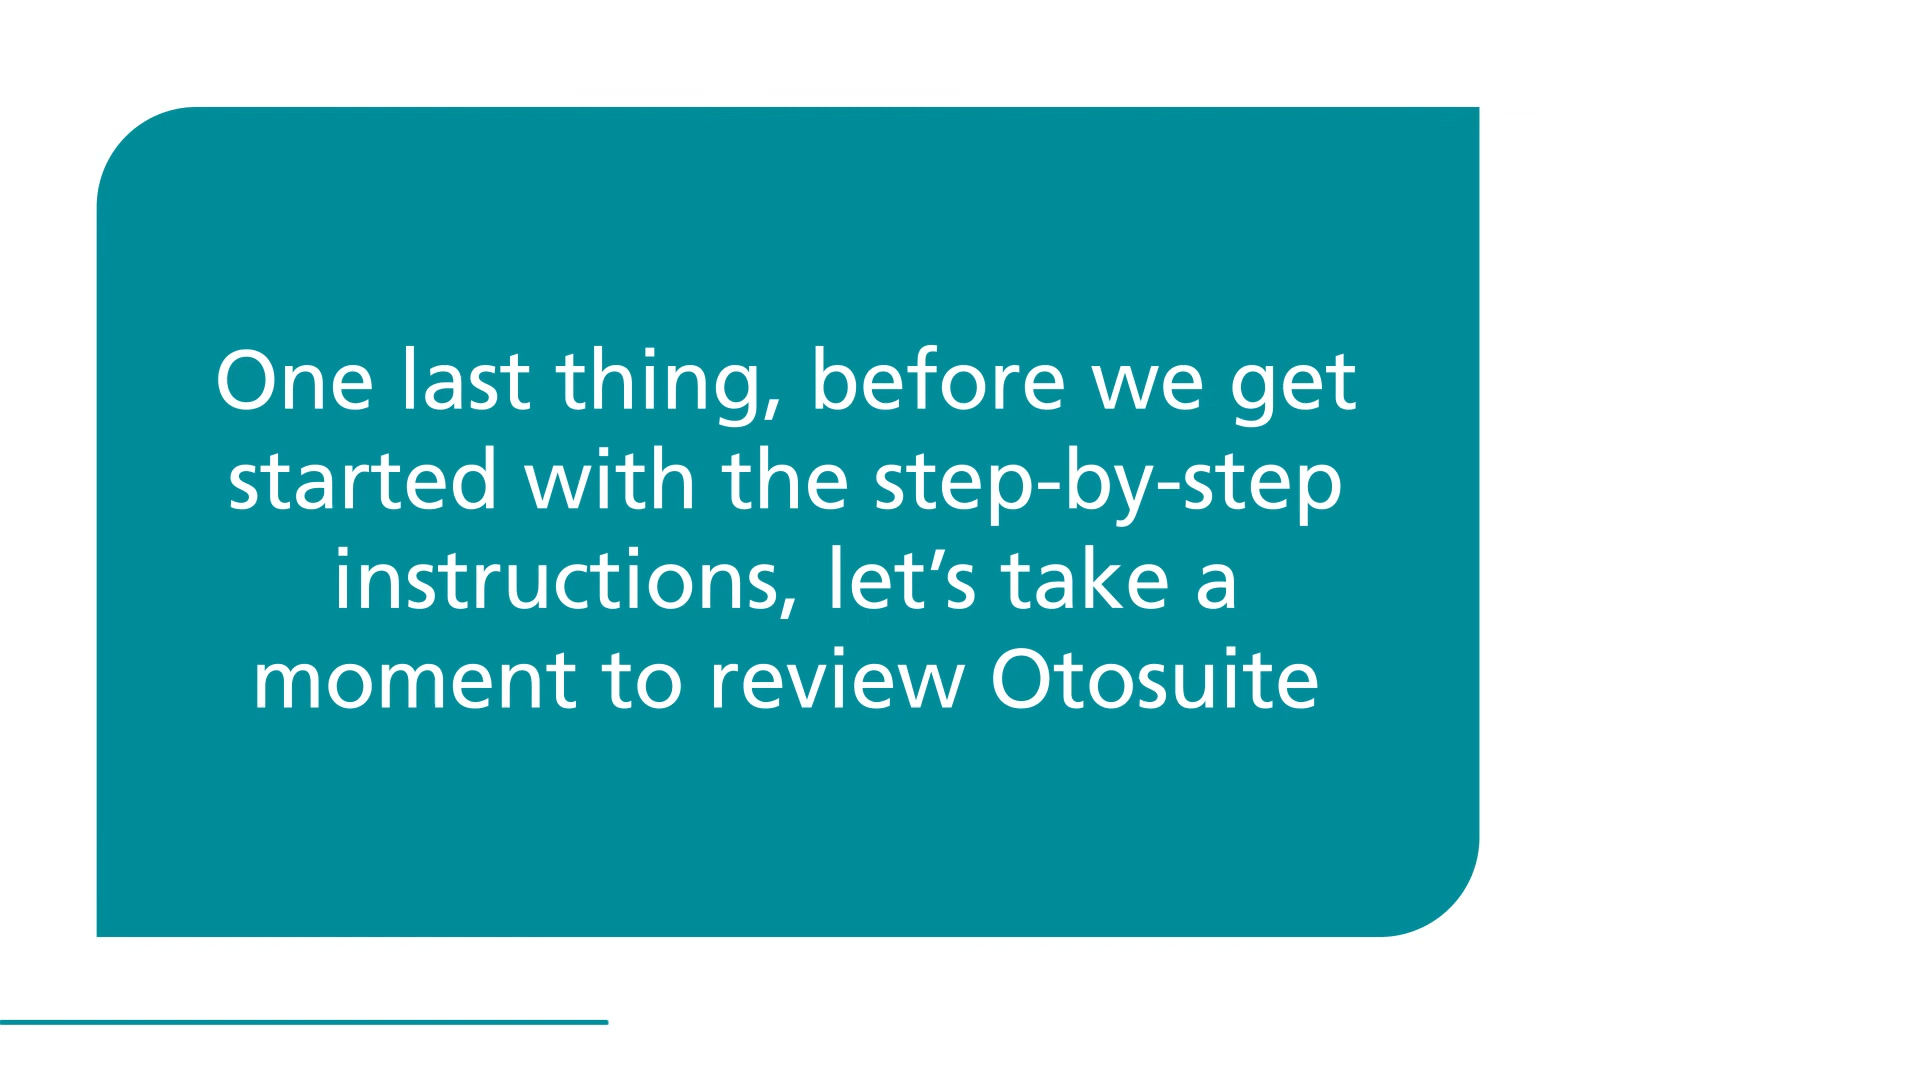 One last thing, before we get
started with the step-by-step
instructions, let’s take a
moment to review Otosuite